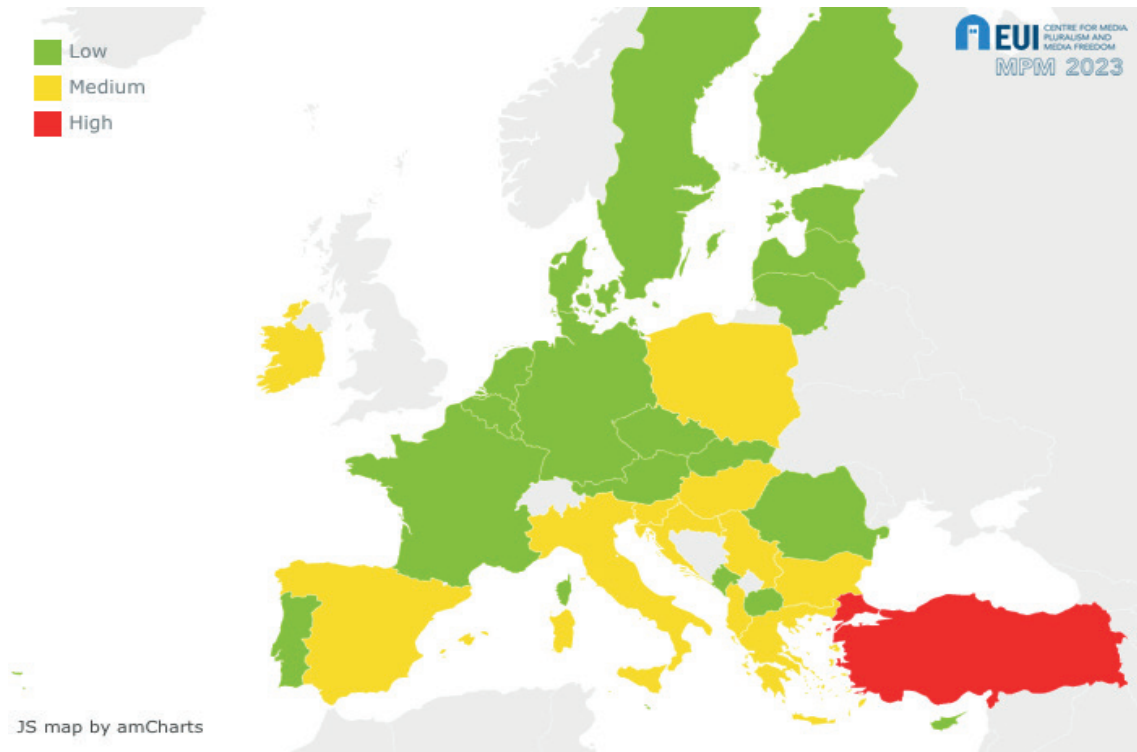 Low
Medium
High
EUI
CENTRE FOR MEDIA
PLURALISM AND
MEDIA FREEDOM
MPM 2023
JS map by amCharts